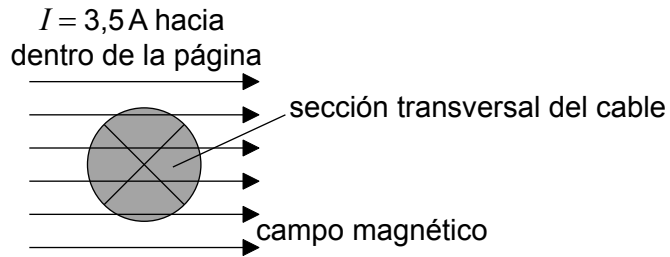 I = 3,5 A hacia
dentro de la página
sección transversal del cable
campo magnético